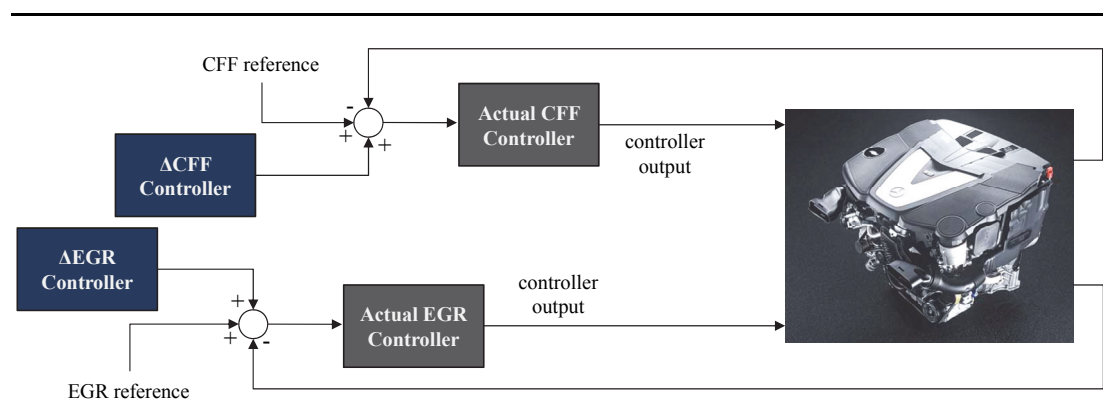 CFF reference
-
+
+
Actual CFF
Controller
controller
output
ΔCFF
Controller
ΔEGR
Controller
+
+
-
Actual EGR
Controller
controller
output
EGR reference